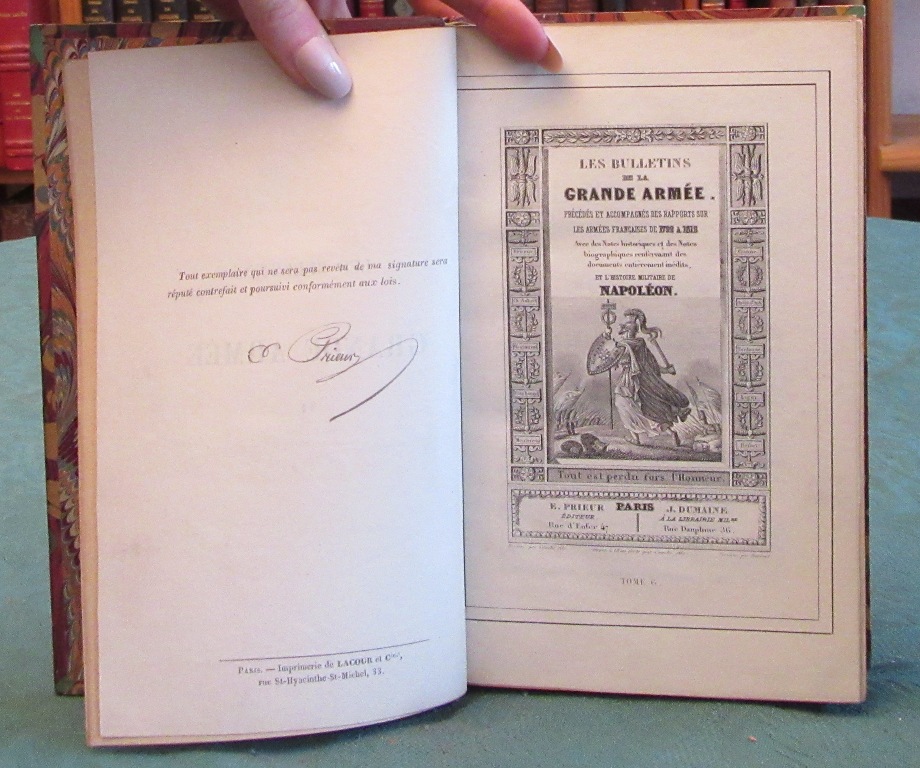 Tout exemplaire qui ne sera pas revetu de ma signature sera
réputé contrefait et poursuivi conformément aux lois.
Prieur
PARIS. — Imprimerie de LACOUR et Cie,
rue St-Hyacinthe-St-Michel, 33.
LES BULLETINS
DE LA
GRANDE ARMÉE.
PRÉCÉDÉS ET ACCOMPAGNÉS DES RAPPORTS SUR
LES ARMÉES FRANÇAISES DE 1792 A 1815
Avec des Notes historiques et des Notes
biographiques renfermant des
documents entièrement inédits,
ET L'HISTOIRE MILITAIRE DE
NAPOLÉON.
Tout est perdu fors l'Honneur.
PARIS
E. PRIEUR
ÉDITEUR
Rue d'Enfer
J. DUMAINE
À LA LIBRAIRIE MILre
Rue Dauphine 36.
TOME 6.